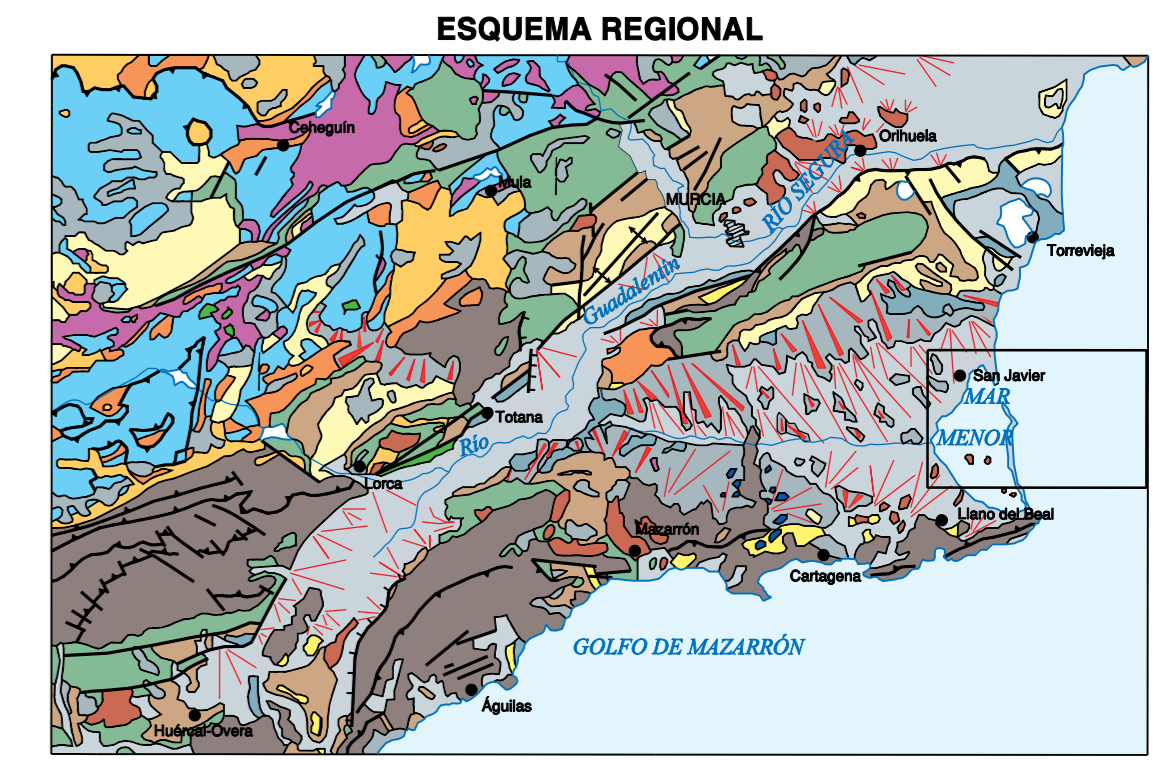 ESQUEMA REGIONAL
Ceheguín
Orihuela
Mula
RÍO SEGURA
MURCIA
Torrevieja
Guadalentín
San Javier
MAR
MENOR
Totana
Río
Lorca
Llano del Beal
Mazarrón
Cartagena
GOLFO DE MAZARRÓN
Águilas
Huércal-Overa